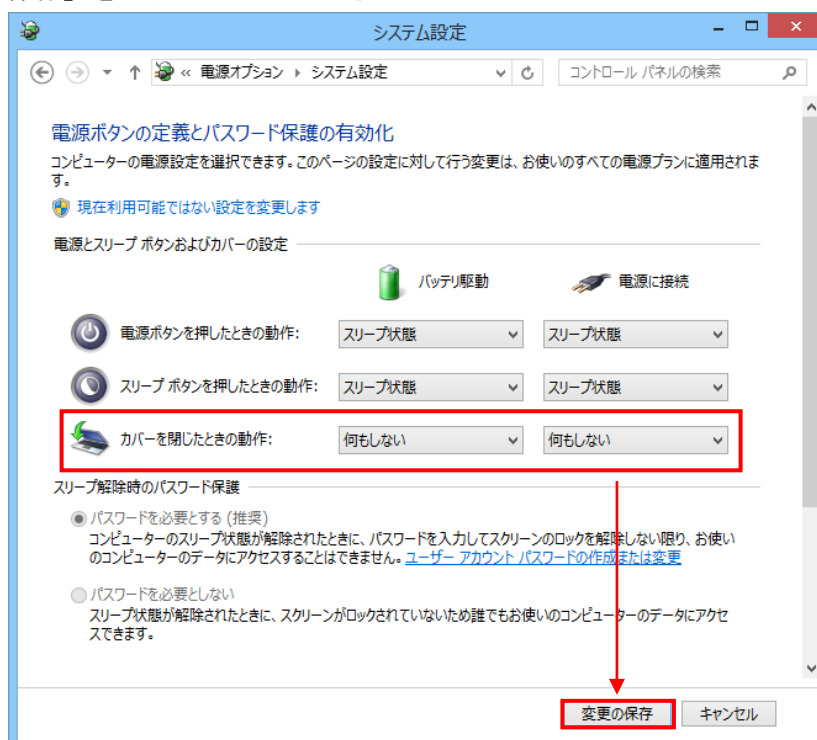 システム設定
« 電源オプション ▸ システム設定
コントロール パネルの検索
電源ボタンの定義とパスワード保護の有効化
コンピューターの電源設定を選択できます。このページの設定に対して行う変更は、お使いのすべての電源プランに適用されま
す。
現在利用可能ではない設定を変更します
電源とスリープ ボタンおよびカバーの設定
バッテリ駆動 電源に接続
電源ボタンを押したときの動作: スリープ状態 スリープ状態
スリープ ボタンを押したときの動作: スリープ状態 スリープ状態
カバーを閉じたときの動作: 何もしない 何もしない
スリープ解除時のパスワード保護
パスワードを必要とする (推奨)
コンピューターのスリープ状態が解除されたときに、パスワードを入力してスクリーンのロックを解除しない限り、お使い
のコンピューターのデータにアクセスすることはできません。ユーザー アカウント パスワードの作成または変更
パスワードを必要としない
スリープ状態が解除されたときに、スクリーンがロックされていないため誰でもお使いのコンピューターのデータにアクセ
スできます。
変更の保存 キャンセル